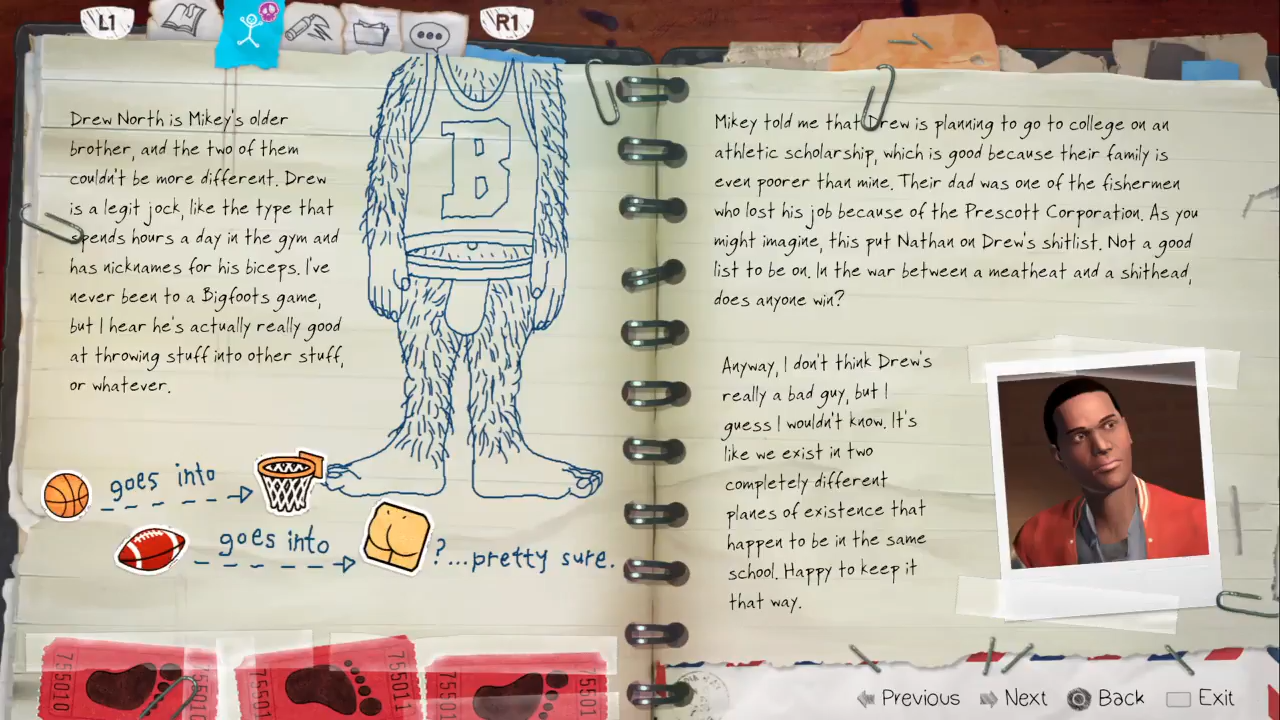 L1
R1
Drew North is Mikey's older
brother, and the two of them
couldn't be more different. Drew
is a legit jock, like the type that
spends hours a day in the gym and
has nicknames for his biceps. I've
never been to a Bigfoots game,
but I hear he's actually really good
at throwing stuff into other stuff,
or whatever.
B
goes into
goes into
?...pretty sure.
755010
755011
755011
Mikey told me that Drew is planning to go to college on an
athletic scholarship, which is good because their family is
even poorer than mine. Their dad was one of the fishermen
who lost his job because of the Prescott Corporation. As you
might imagine, this put Nathan on Drew's shitlist. Not a good
list to be on. In the war between a meatheat and a shithead,
does anyone win?
Anyway, I don't think Drew's
really a bad guy, but I
guess I wouldn't know. It's
like we exist in two
completely different
planes of existence that
happen to be in the same
school. Happy to keep it
that way.
Previous
Next
Back
Exit